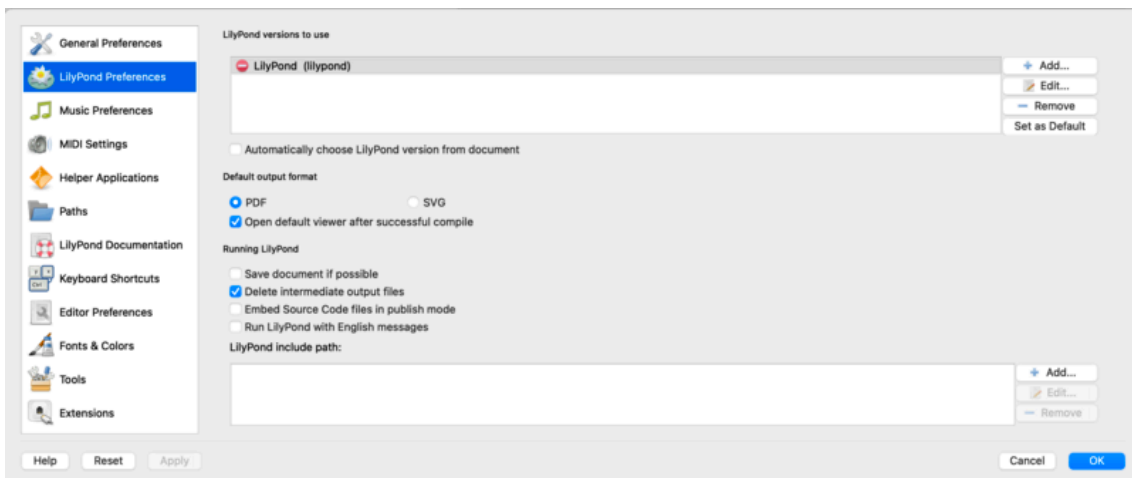 General Preferences
LilyPond Preferences
Music Preferences
MIDI Settings
Helper Applications
Paths
LilyPond Documentation
Keyboard Shortcuts
Editor Preferences
Fonts & Colors
Tools
Extensions
LilyPond versions to use
LilyPond (lilypond)
Add...
Edit...
Remove
Set as Default
Automatically choose LilyPond version from document
Default output format
PDF SVG
Open default viewer after successful compile
Running LilyPond
Save document if possible
Delete intermediate output files
Embed Source Code files in publish mode
Run LilyPond with English messages
LilyPond include path:
Add...
Edit...
Remove
Help Reset Apply Cancel OK